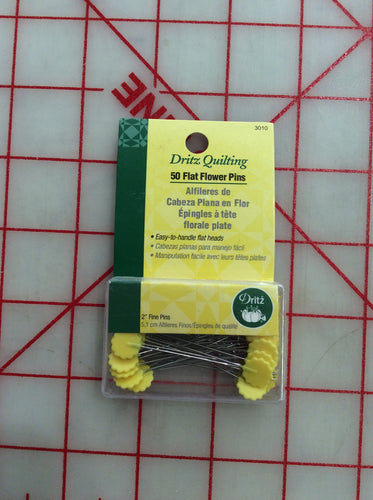 3010
Dritz Quilting
50 Flat Flower Pins
Alfileres de
Cabeza Plana en Flor
Épingles à tête
florale plate
• Easy-to-handle flat heads
• Cabezas planas para manejo fácil
• Manipulation facile avec leurs têtes plates
Dritz
2" Fine Pins
5.1 cm Alfileres Finos/Épingles de qualité